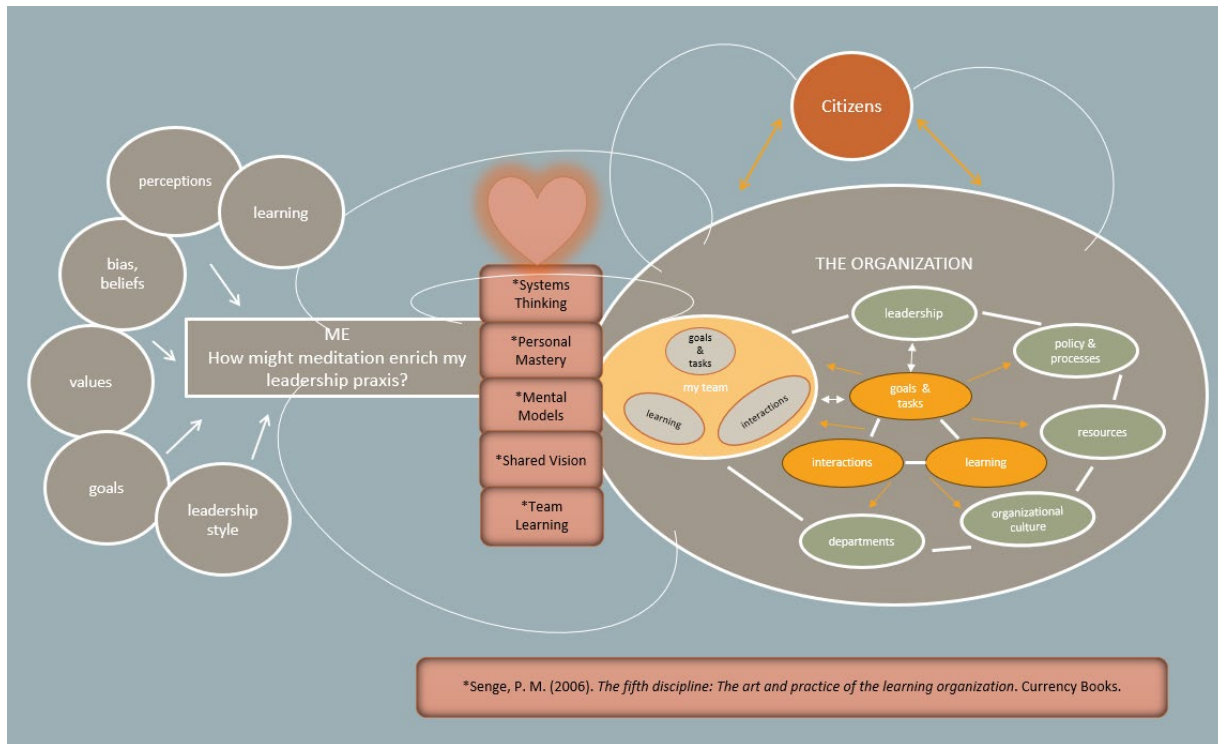 Citizens
perceptions
learning
bias,
beliefs
values
goals
leadership
style
ME
How might meditation enrich my
leadership praxis?
*Systems
Thinking
*Personal
Mastery
*Mental
Models
*Shared Vision
*Team
Learning
THE ORGANIZATION
leadership
policy &
processes
resources
organizational
culture
departments
goals &
tasks
interactions
learning
goals
&
tasks
my team
learning
interactions
*Senge, P. M. (2006). The fifth discipline: The art and practice of the learning organization. Currency Books.